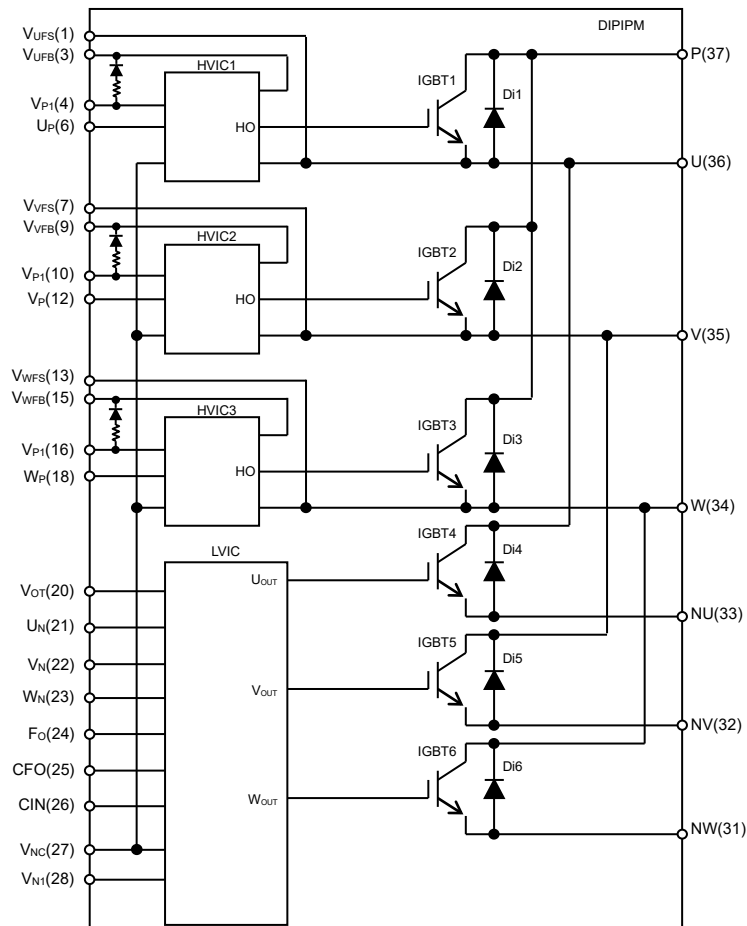 DIPIPM
VUFS(1)
VUFB(3)
HVIC1
IGBT1
Di1
P(37)
VP1(4)
UP(6)
HO
U(36)
VVFS(7)
VVFB(9)
HVIC2
IGBT2
Di2
VP1(10)
VP(12)
HO
V(35)
VWFS(13)
VWFB(15)
HVIC3
IGBT3
Di3
VP1(16)
WP(18)
HO
W(34)
LVIC
IGBT4
Di4
UOUT
NU(33)
VOT(20)
UN(21)
VN(22)
WN(23)
FO(24)
CFO(25)
CIN(26)
VNC(27)
VN1(28)
IGBT5
Di5
VOUT
NV(32)
IGBT6
Di6
WOUT
NW(31)